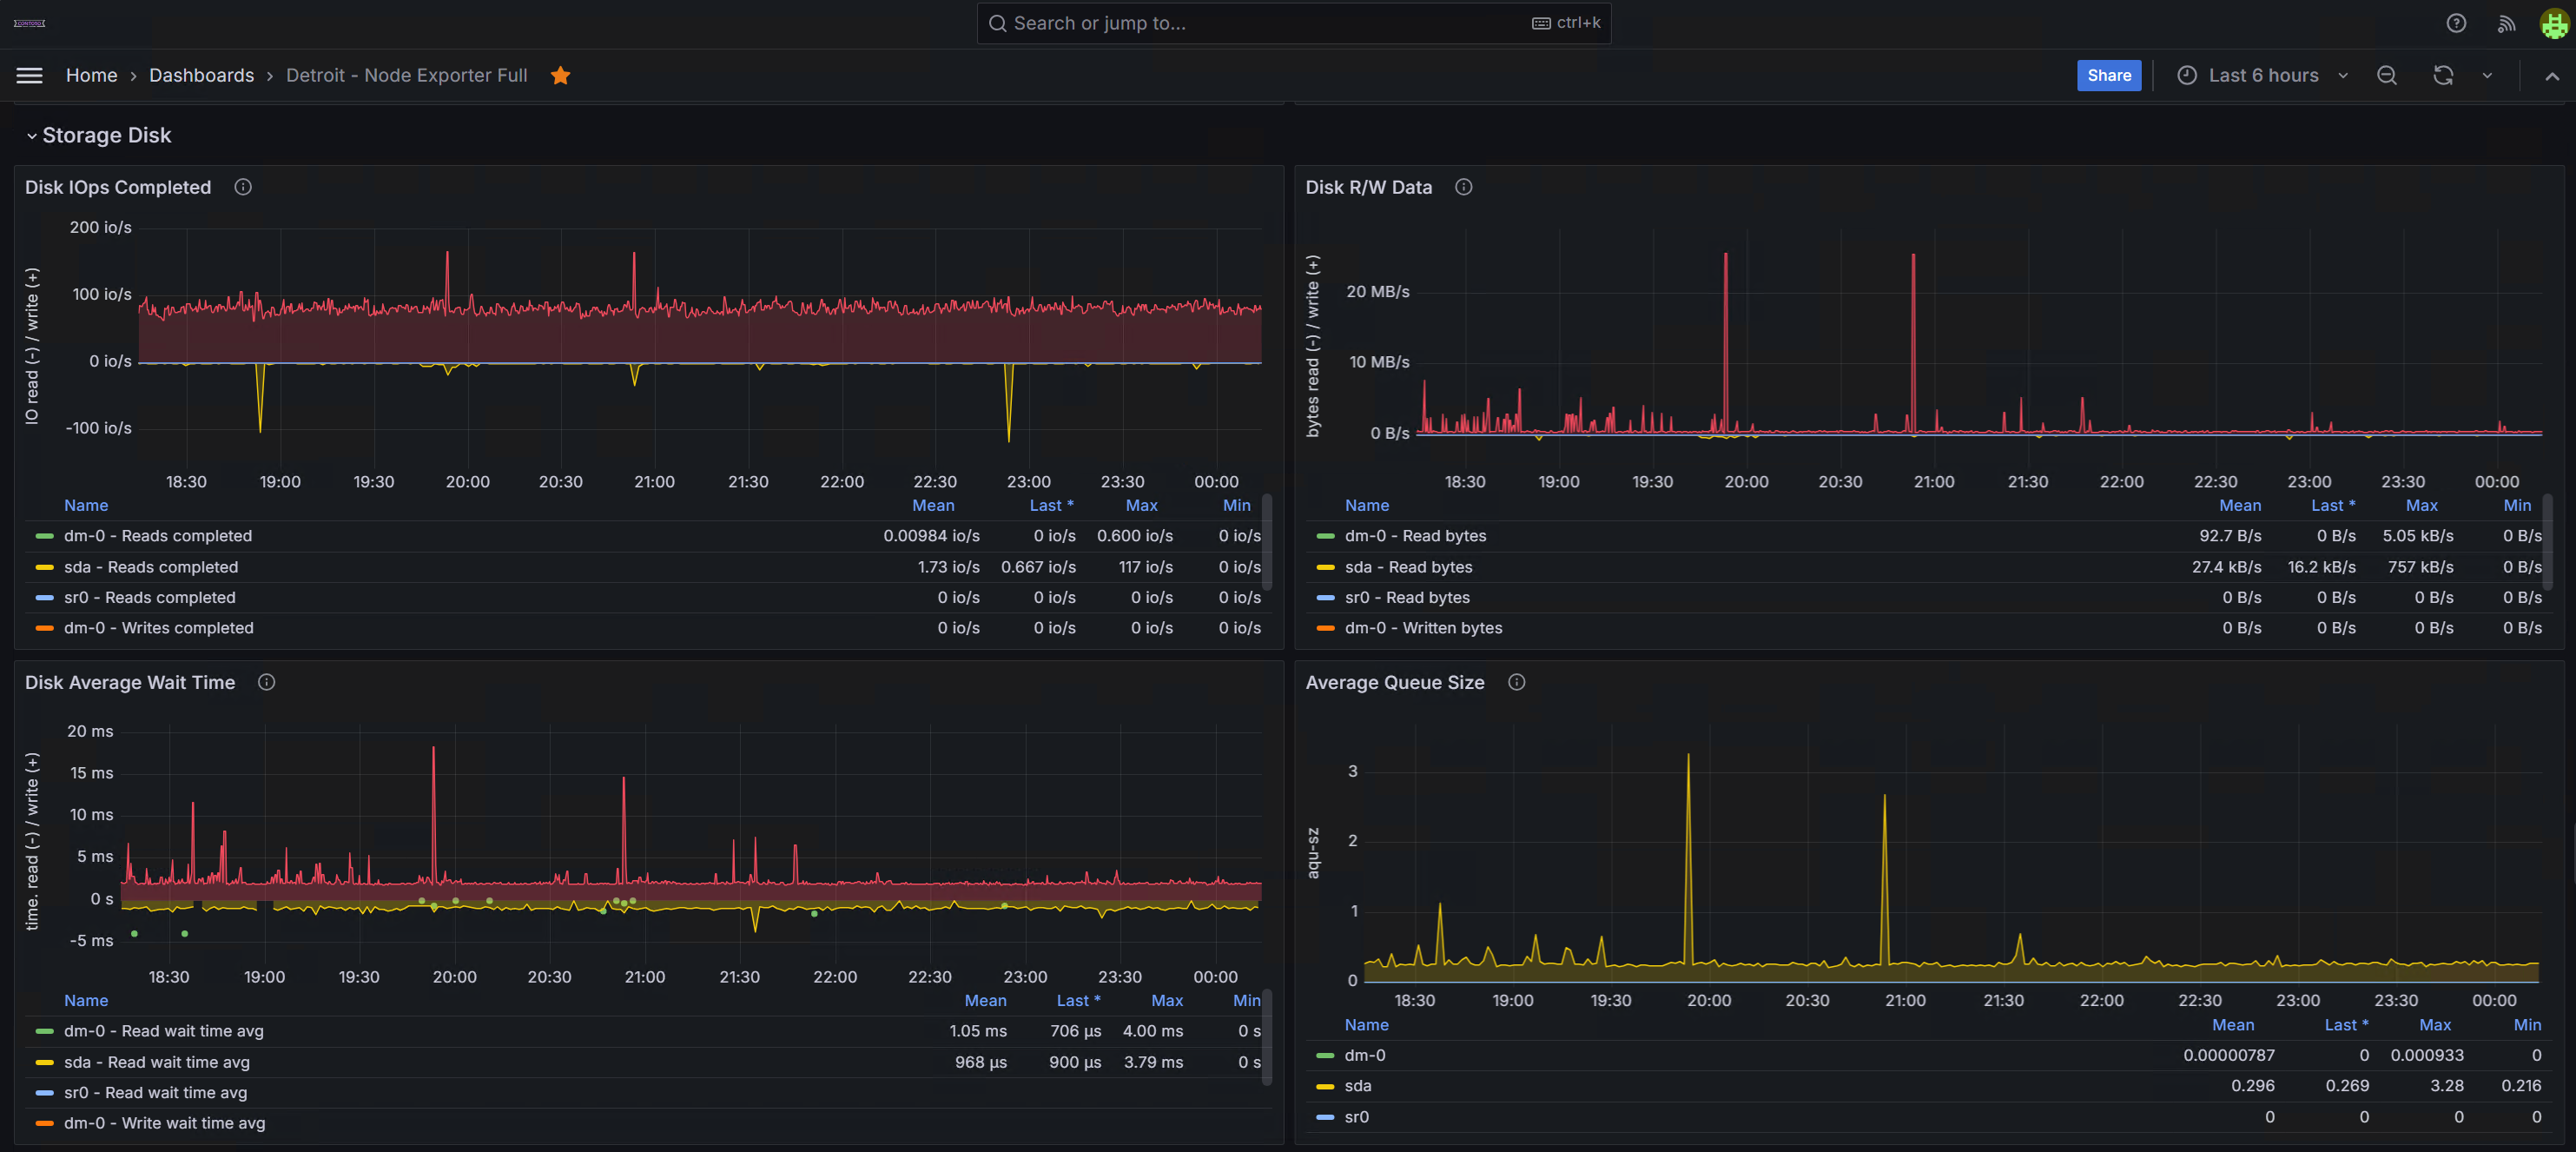 CONTOSO
Search or jump to... ctrl+k
Home › Dashboards › Detroit - Node Exporter Full
Share Last 6 hours
Storage Disk
Disk IOps Completed
IO read (-) / write (+)
200 io/s
100 io/s
0 io/s
-100 io/s
18:30 19:00 19:30 20:00 20:30 21:00 21:30 22:00 22:30 23:00 23:30 00:00
Name Mean Last * Max Min
dm-0 - Reads completed 0.00984 io/s 0 io/s 0.600 io/s 0 io/s
sda - Reads completed 1.73 io/s 0.667 io/s 117 io/s 0 io/s
sr0 - Reads completed 0 io/s 0 io/s 0 io/s 0 io/s
dm-0 - Writes completed 0 io/s 0 io/s 0 io/s 0 io/s
Disk R/W Data
bytes read (-) / write (+)
20 MB/s
10 MB/s
0 B/s
18:30 19:00 19:30 20:00 20:30 21:00 21:30 22:00 22:30 23:00 23:30 00:00
Name Mean Last * Max Min
dm-0 - Read bytes 92.7 B/s 0 B/s 5.05 kB/s 0 B/s
sda - Read bytes 27.4 kB/s 16.2 kB/s 757 kB/s 0 B/s
sr0 - Read bytes 0 B/s 0 B/s 0 B/s 0 B/s
dm-0 - Written bytes 0 B/s 0 B/s 0 B/s 0 B/s
Disk Average Wait Time
time. read (-) / write (+)
20 ms
15 ms
10 ms
5 ms
0 s
-5 ms
18:30 19:00 19:30 20:00 20:30 21:00 21:30 22:00 22:30 23:00 23:30 00:00
Name Mean Last * Max Min
dm-0 - Read wait time avg 1.05 ms 706 µs 4.00 ms 0 s
sda - Read wait time avg 968 µs 900 µs 3.79 ms 0 s
sr0 - Read wait time avg
dm-0 - Write wait time avg
Average Queue Size
aqu-sz
3
2
1
0
18:30 19:00 19:30 20:00 20:30 21:00 21:30 22:00 22:30 23:00 23:30 00:00
Name Mean Last * Max Min
dm-0 0.00000787 0 0.000933 0
sda 0.296 0.269 3.28 0.216
sr0 0 0 0 0